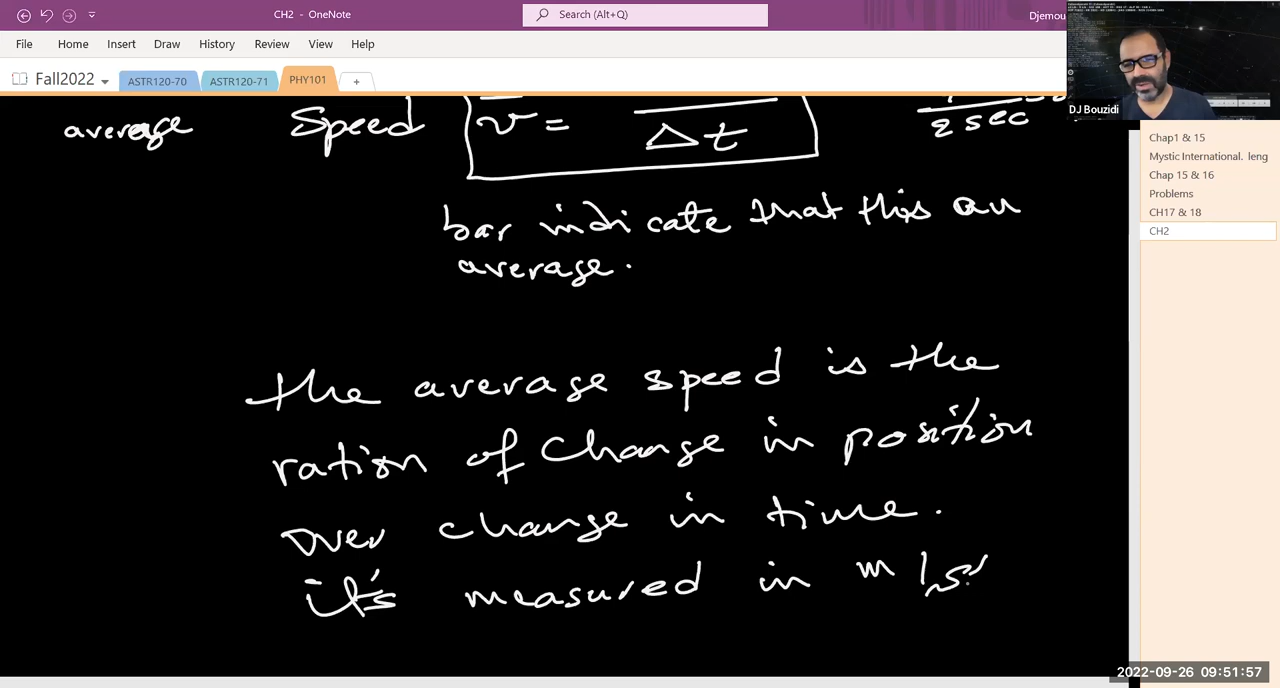 CH2 - OneNote
Search (Alt+Q)
Djemou
File Home Insert Draw History Review View Help
Fall2022 ASTR120-70 ASTR120-71 PHY101 +
DJ Bouzidi
average Speed v̄ =
Δt
2 sec
bar indicate that this an
average.
the average speed is the
ration of change in position
over change in time.
it's measured in m/s
Chap1 & 15
Mystic International. leng
Chap 15 & 16
Problems
CH17 & 18
CH2
2022-09-26 09:51:57